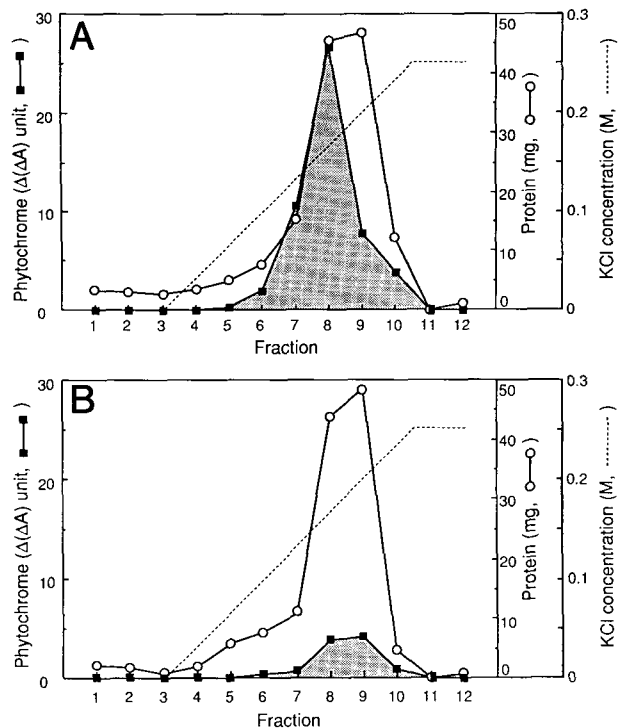 A
Phytochrome (Δ(ΔA) unit, )
30
20
10
0
1 2 3 4 5 6 7 8 9 10 11 12
Fraction
50
40
30
20
10
0
Protein (mg, )
0.3
0.2
0.1
0
KCl concentration (M, )
B
Phytochrome (Δ(ΔA) unit, )
30
20
10
0
1 2 3 4 5 6 7 8 9 10 11 12
Fraction
50
40
30
20
10
0
Protein (mg, )
0.3
0.2
0.1
0
KCl concentration (M, )